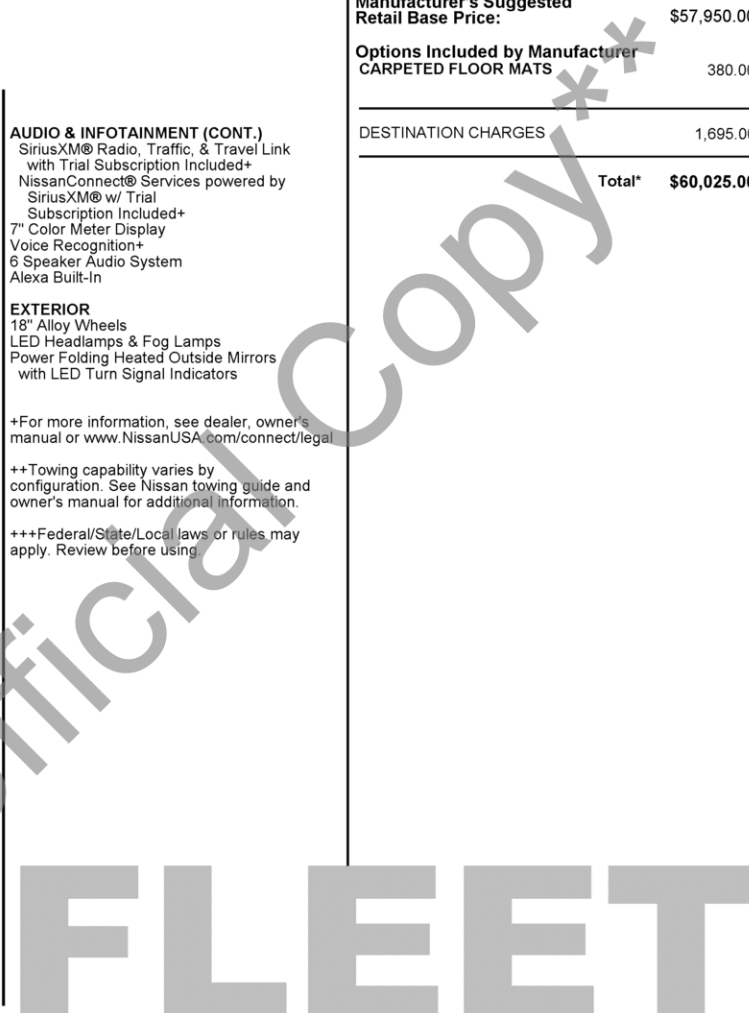 Manufacturer's Suggested
Retail Base Price: $57,950.00
Options Included by Manufacturer
CARPETED FLOOR MATS 380.00
DESTINATION CHARGES 1,695.00
Total* $60,025.00
AUDIO & INFOTAINMENT (CONT.)
SiriusXM® Radio, Traffic, & Travel Link
with Trial Subscription Included+
NissanConnect® Services powered by
SiriusXM® w/ Trial
Subscription Included+
7" Color Meter Display
Voice Recognition+
6 Speaker Audio System
Alexa Built-In
EXTERIOR
18" Alloy Wheels
LED Headlamps & Fog Lamps
Power Folding Heated Outside Mirrors
with LED Turn Signal Indicators
+For more information, see dealer, owner's
manual or www.NissanUSA.com/connect/legal
++Towing capability varies by
configuration. See Nissan towing guide and
owner's manual for additional information.
+++Federal/State/Local laws or rules may
apply. Review before using.
ficial Copy**
FLEET